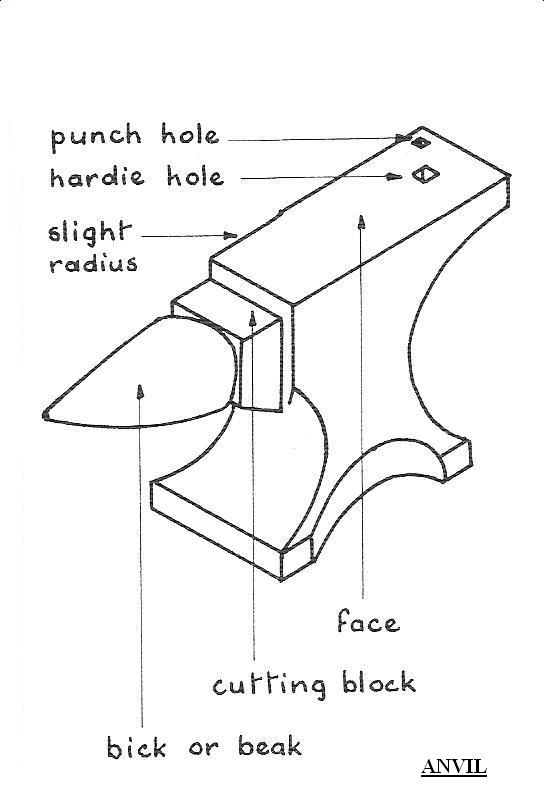 punch hole
hardie hole
slight
radius
face
cutting block
bick or beak
ANVIL